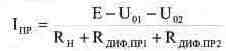 I_ПР = (E − U_01 − U_02) / (R_Н + R_ДИФ.ПР1 + R_ДИФ.ПР2)